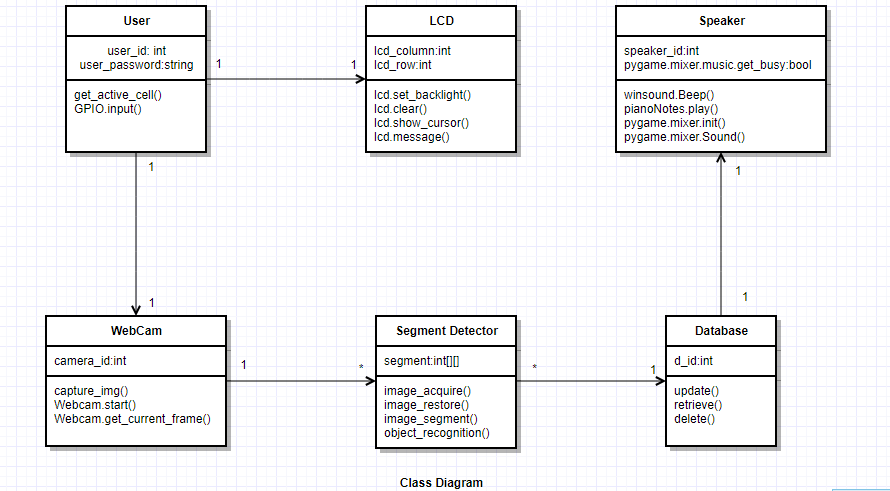 User
user_id: int
user_password:string
get_active_cell()
GPIO.input()
1
1
LCD
lcd_column:int
lcd_row:int
lcd.set_backlight()
lcd.clear()
lcd.show_cursor()
lcd.message()
Speaker
speaker_id:int
pygame.mixer.music.get_busy:bool
winsound.Beep()
pianoNotes.play()
pygame.mixer.init()
pygame.mixer.Sound()
1
1
1
1
WebCam
camera_id:int
capture_img()
Webcam.start()
Webcam.get_current_frame()
1
*
Segment Detector
segment:int[][]
image_acquire()
image_restore()
image_segment()
object_recognition()
*
1
Database
d_id:int
update()
retrieve()
delete()
Class Diagram